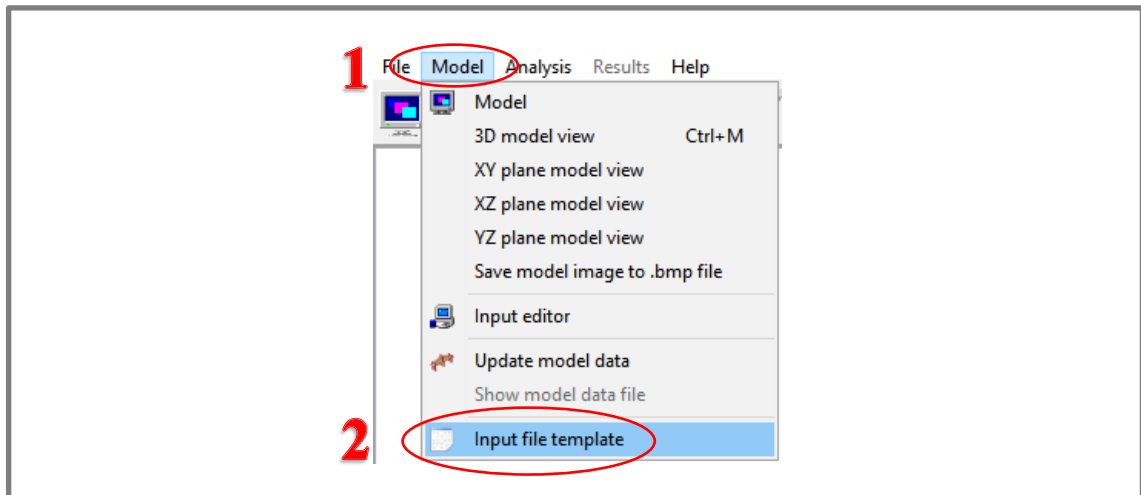 1
File Model Analysis Results Help
Model
3D model view Ctrl+M
XY plane model view
XZ plane model view
YZ plane model view
Save model image to .bmp file
Input editor
Update model data
Show model data file
2
Input file template